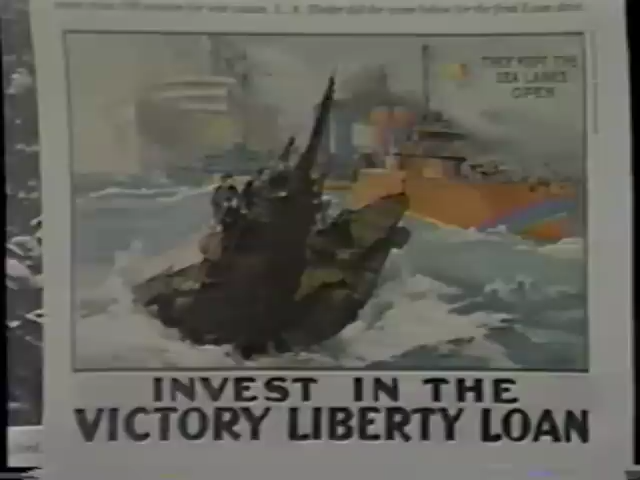 THEY KEPT THE
SEA LANES
OPEN
INVEST IN THE
VICTORY LIBERTY LOAN